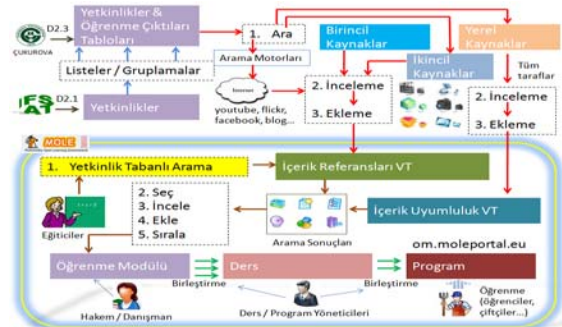 Yetkinlikler &
Öğrenme Çıktıları
Tabloları
ÇUKUROVA
D2.3
1. Ara
Birincil
Kaynaklar
Yerel
Kaynaklar
İkincil
Kaynaklar
Arama Motorları
Listeler / Gruplamalar
Internet
youtube, flickr,
facebook, blog...
2. İnceleme
3. Ekleme
Tüm
taraflar
2. İnceleme
3. Ekleme
IFSAT
D2.1
Yetkinlikler
MOLE
1. Yetkinlik Tabanlı Arama
İçerik Referansları VT
Eğiticiler
2. Seç
3. İncele
4. Ekle
5. Sırala
Arama Sonuçları
İçerik Uyumluluk VT
om.moleportal.eu
Öğrenme Modülü
Birleştirme
Ders
Birleştirme
Program
Hakem / Danışman
Ders / Program Yöneticileri
Öğrenme
(öğrenciler,
çiftçiler...)